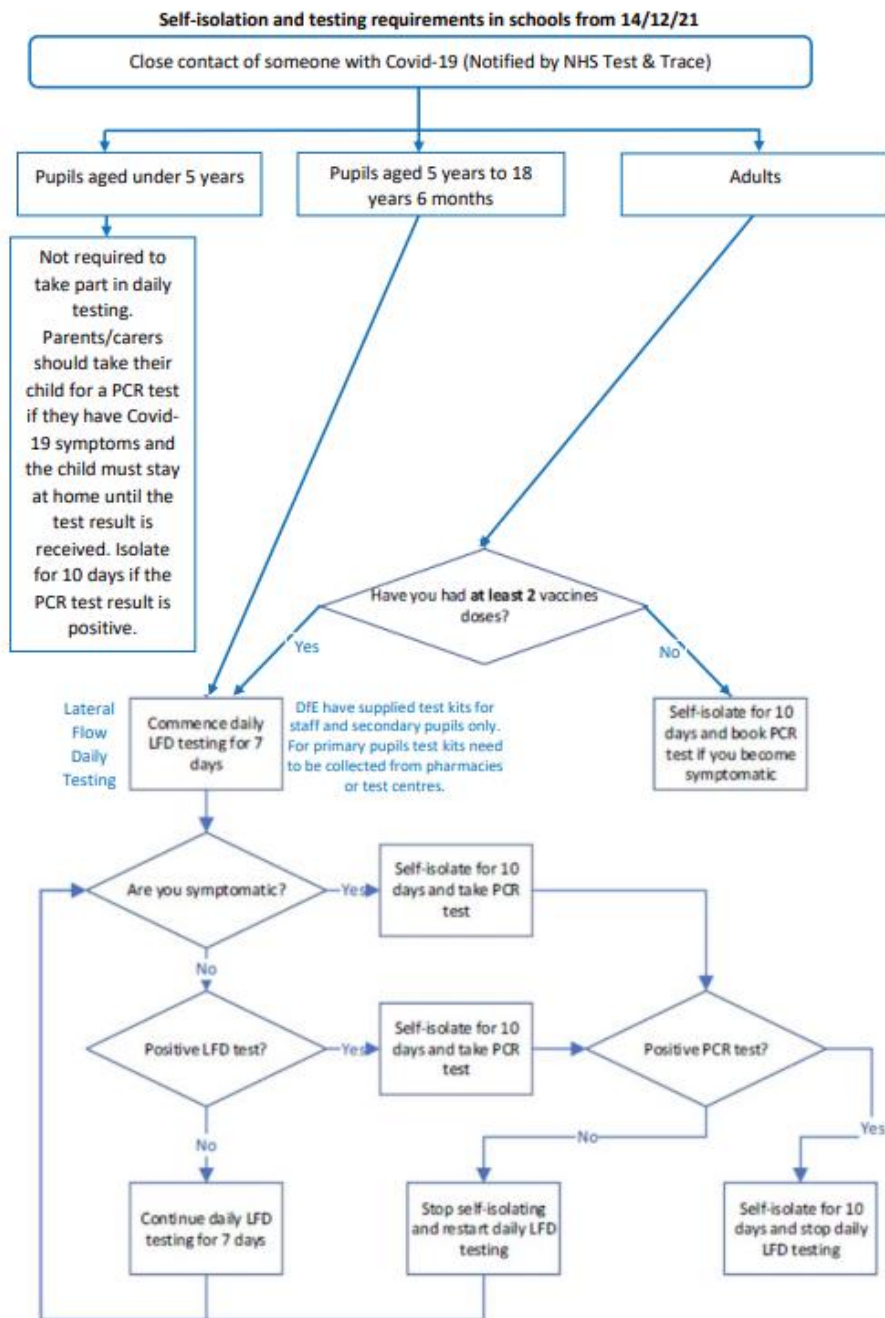 Self-isolation and testing requirements in schools from 14/12/21
Close contact of someone with Covid-19 (Notified by NHS Test & Trace)
Pupils aged under 5 years
Pupils aged 5 years to 18
years 6 months
Adults
Not required to
take part in daily
testing.
Parents/carers
should take their
child for a PCR test
if they have Covid-
19 symptoms and
the child must stay
at home until the
test result is
received. Isolate
for 10 days if the
PCR test result is
positive.
Have you had at least 2 vaccines
doses?
Yes
No
Lateral
Flow
Daily
Testing
Commence daily
LFD testing for 7
days
DfE have supplied test kits for
staff and secondary pupils only.
For primary pupils test kits need
to be collected from pharmacies
or test centres.
Self-isolate for 10
days and book PCR
test if you become
symptomatic
Are you symptomatic?
Yes
Self-isolate for 10
days and take PCR
test
No
Positive LFD test?
Yes
Self-isolate for 10
days and take PCR
test
Positive PCR test?
No
No
Yes
Continue daily LFD
testing for 7 days
Stop self-isolating
and restart daily LFD
testing
Self-isolate for 10
days and stop daily
LFD testing